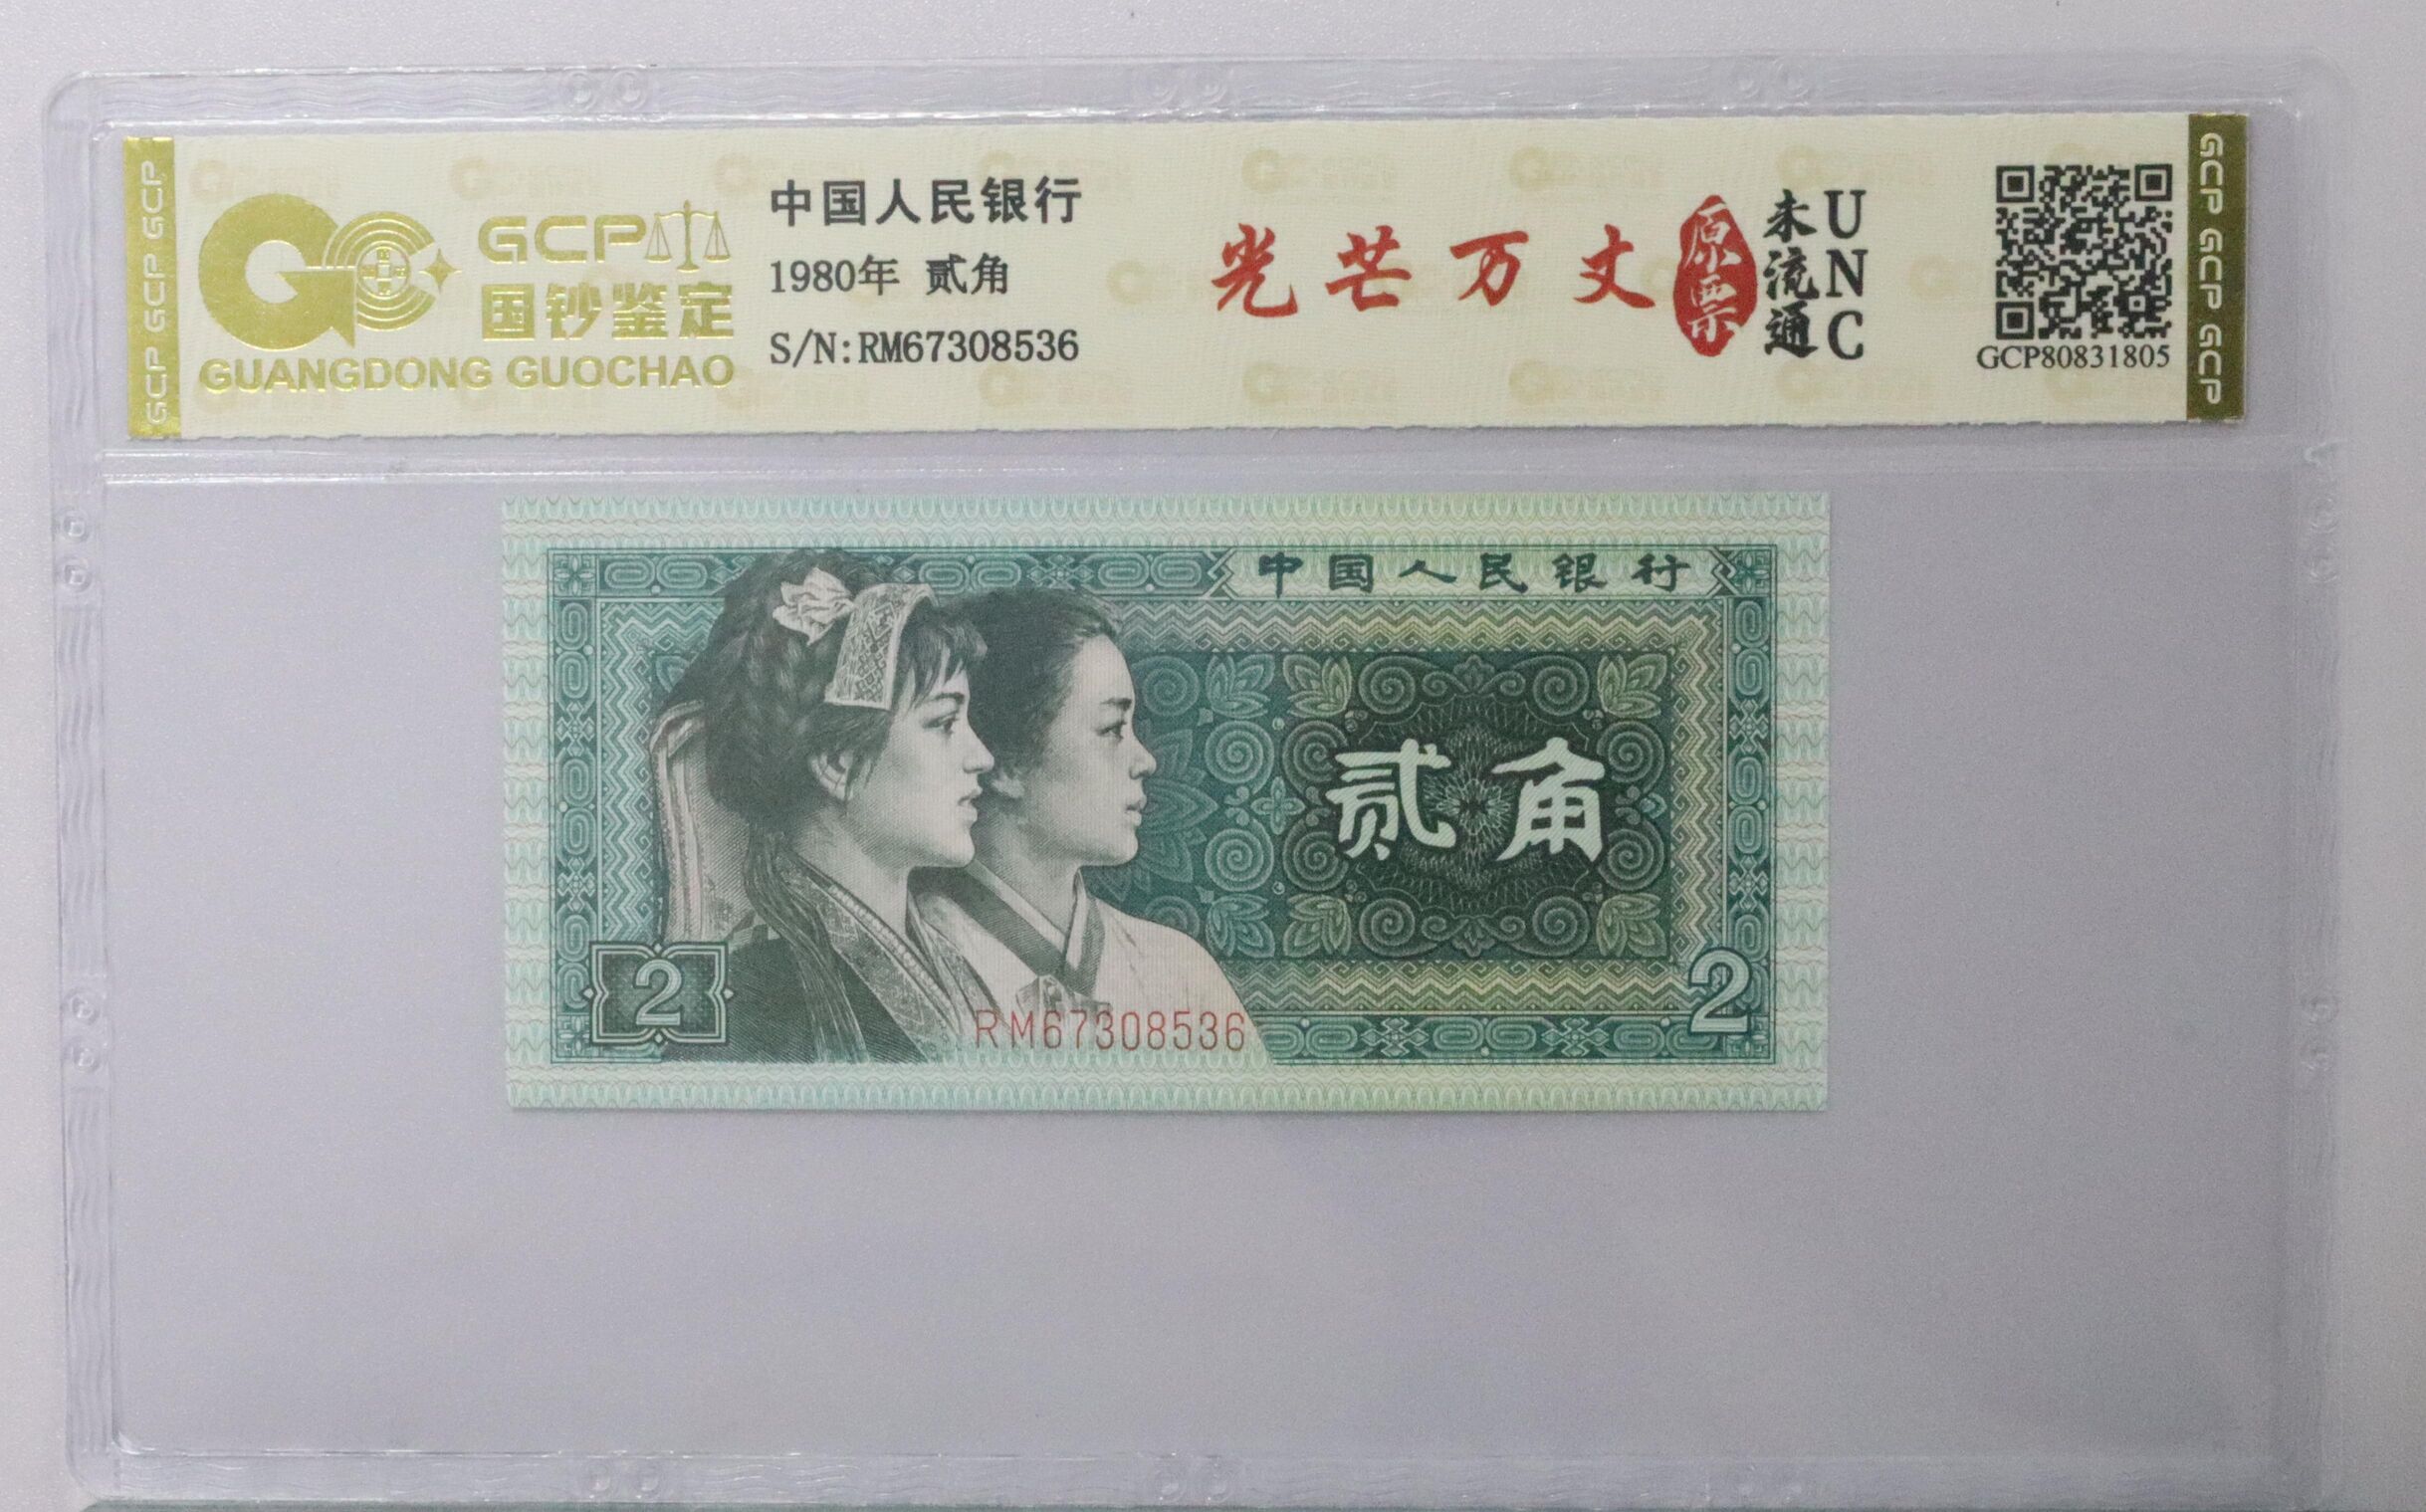 GCP GCP GCP
GCP
国钞鉴定
GUANGDONG GUOCHAO
中国人民银行
1980年 贰角
S/N:RM67308536
光芒万丈
原票
未流通
UNC
GCP80831805
GCP GCP GCP
中国人民银行
贰角
2
2
RM67308536